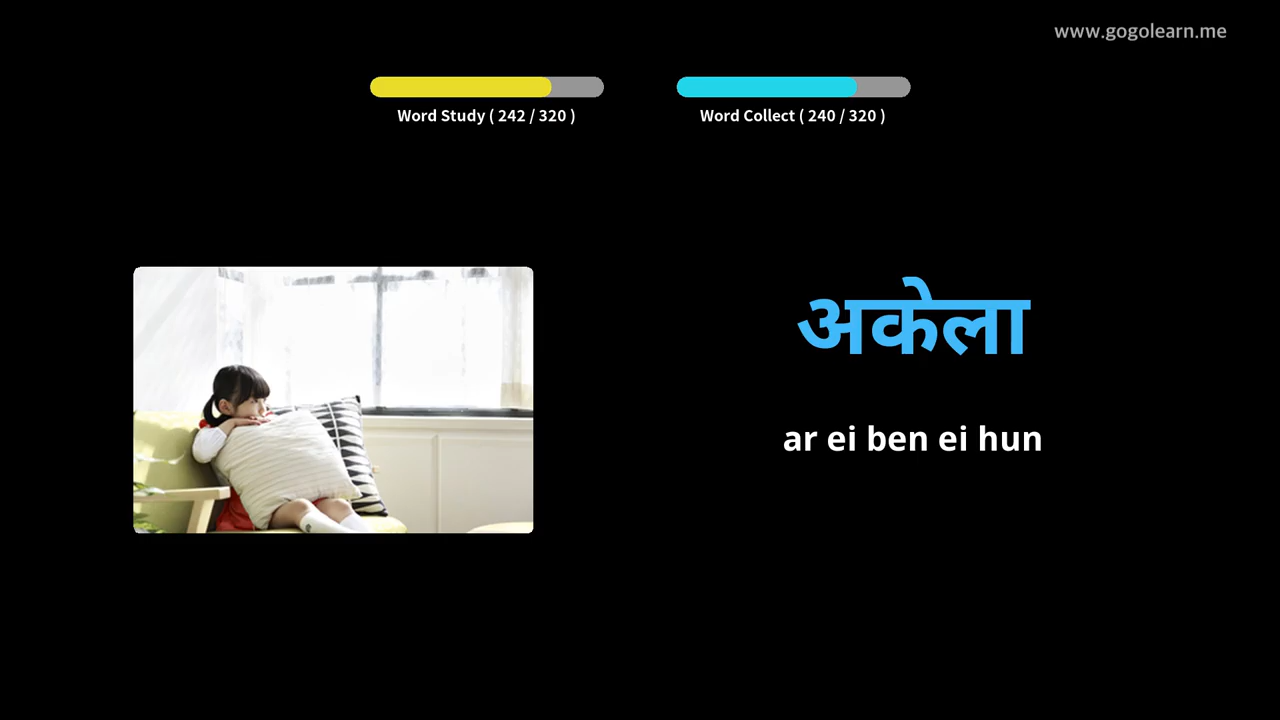 www.gogolearn.me
Word Study ( 242 / 320 )
Word Collect ( 240 / 320 )
अकेला
ar ei ben ei hun